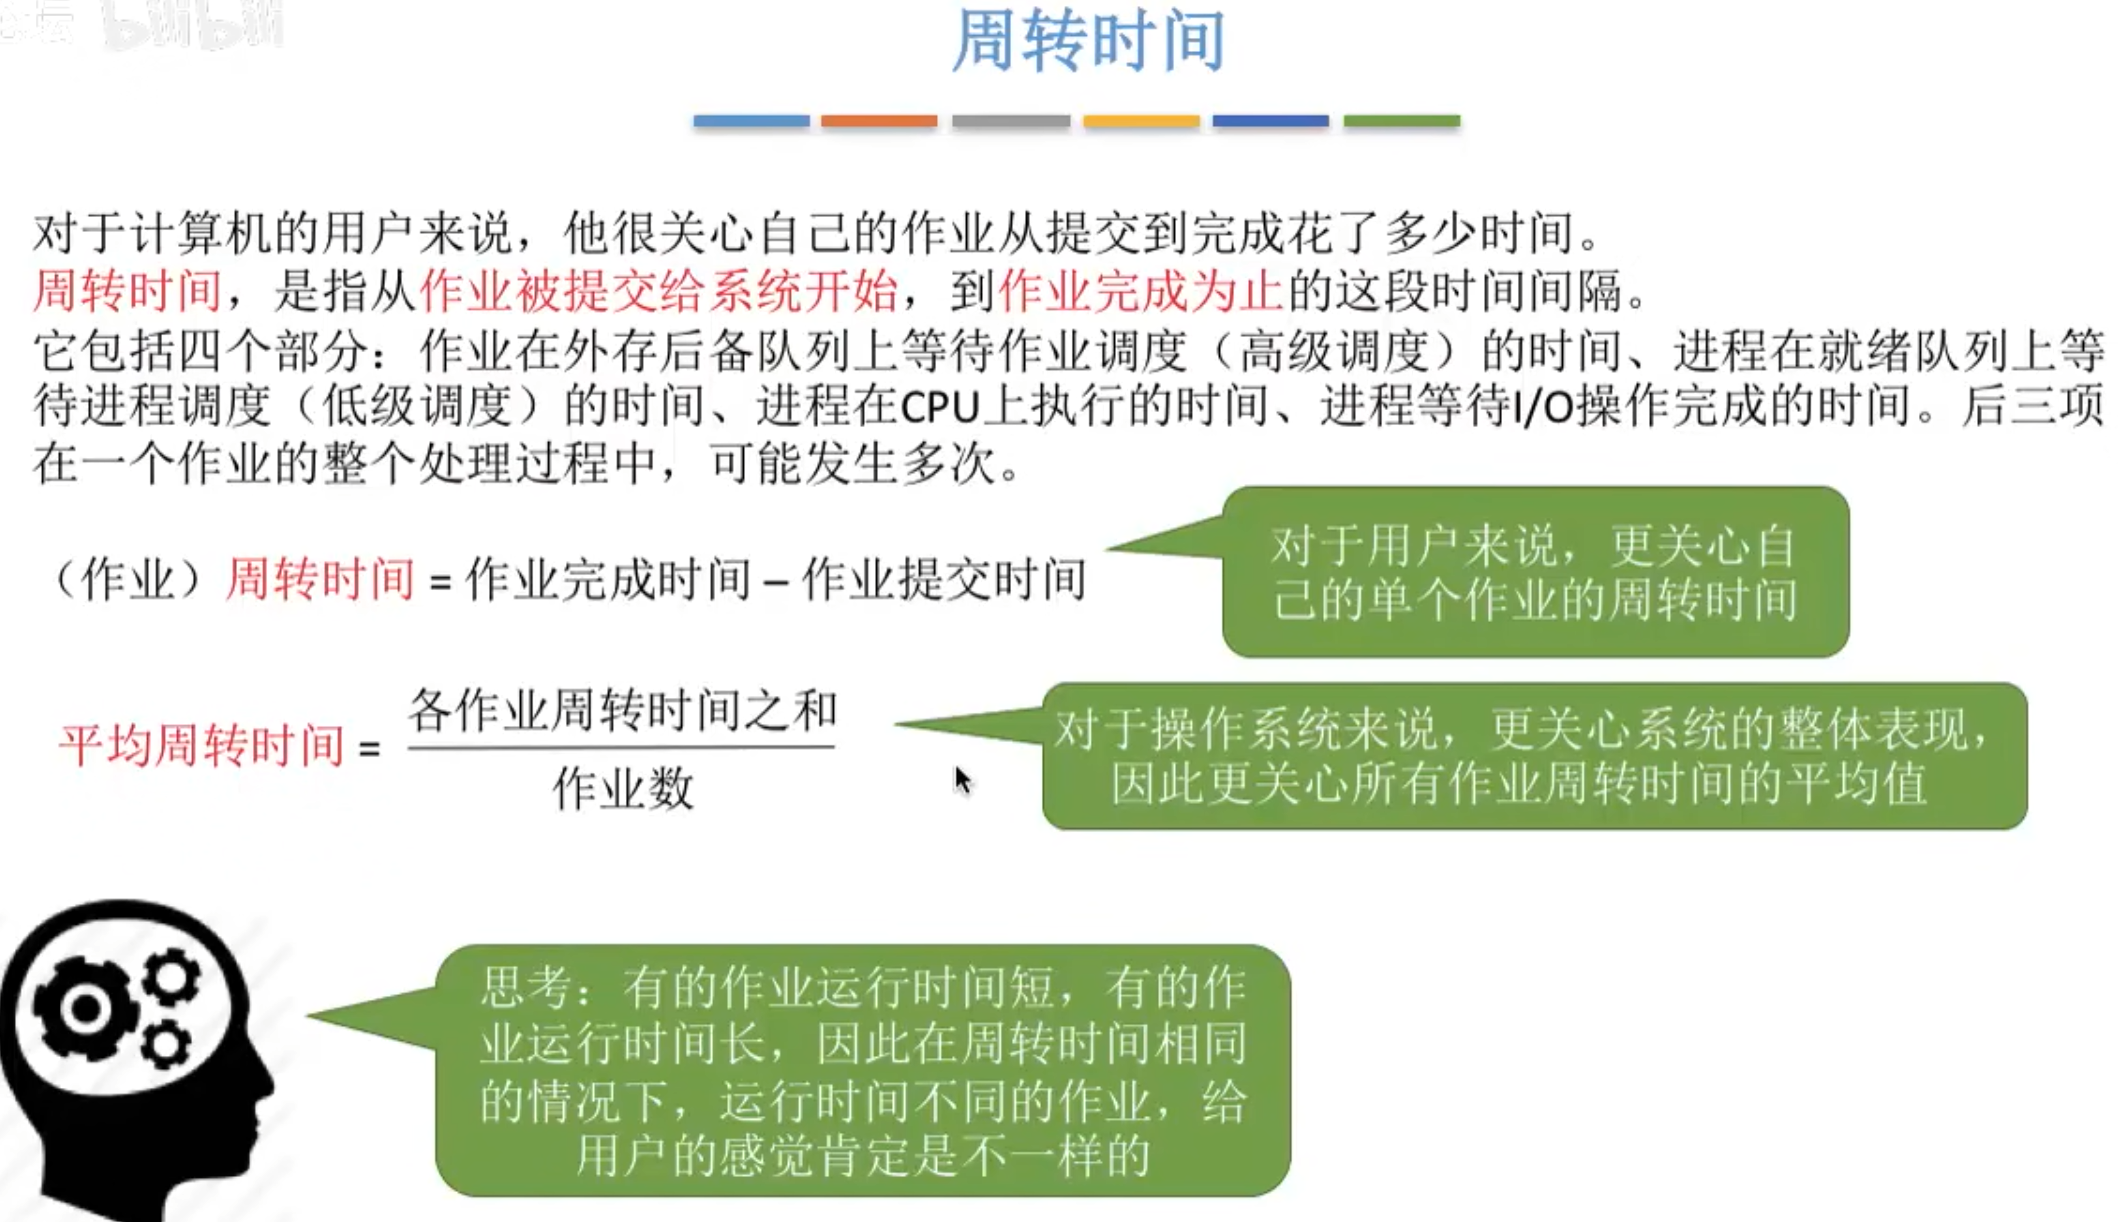 bilibili
周转时间
对于计算机的用户来说，他很关心自己的作业从提交到完成花了多少时间。
周转时间，是指从作业被提交给系统开始，到作业完成为止的这段时间间隔。
它包括四个部分：作业在外存后备队列上等待作业调度（高级调度）的时间、进程在就绪队列上等
待进程调度（低级调度）的时间、进程在CPU上执行的时间、进程等待I/O操作完成的时间。后三项
在一个作业的整个处理过程中，可能发生多次。
对于用户来说，更关心自
己的单个作业的周转时间
（作业）周转时间 = 作业完成时间 – 作业提交时间
各作业周转时间之和
平均周转时间 =
作业数
对于操作系统来说，更关心系统的整体表现，
因此更关心所有作业周转时间的平均值
思考：有的作业运行时间短，有的作
业运行时间长，因此在周转时间相同
的情况下，运行时间不同的作业，给
用户的感觉肯定是不一样的